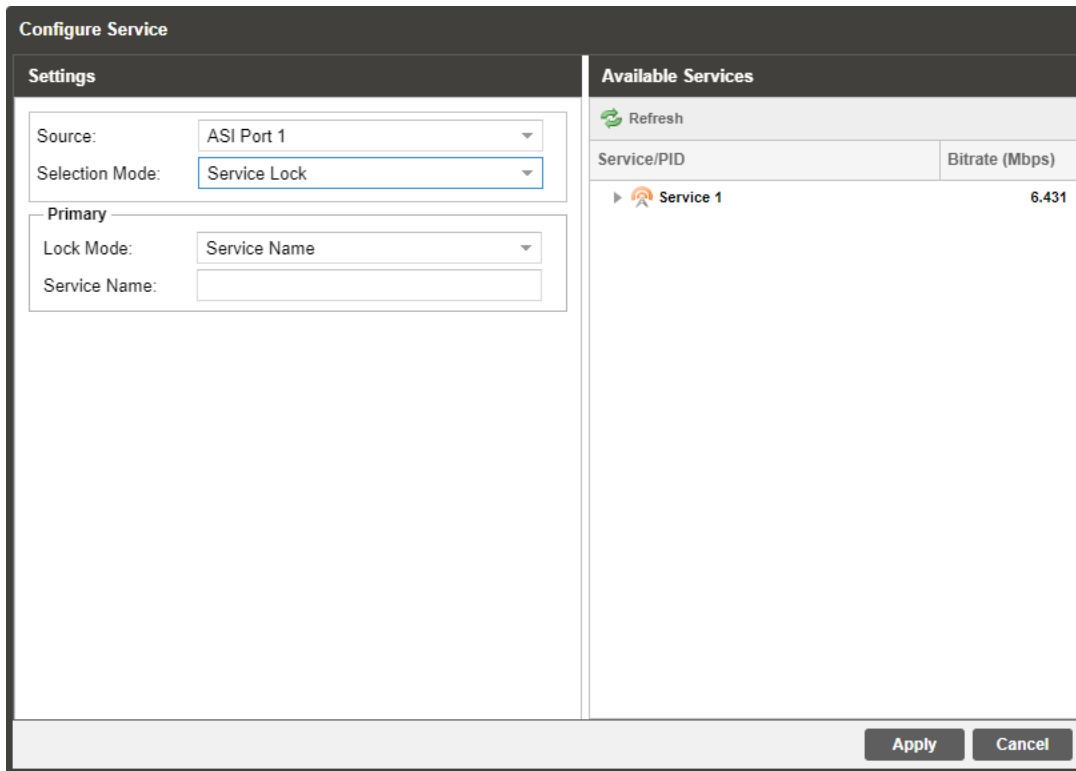 Configure Service
Settings
Source: ASI Port 1
Selection Mode: Service Lock
Primary
Lock Mode: Service Name
Service Name:
Available Services
Refresh
Service/PID Bitrate (Mbps)
Service 1 6.431
Apply Cancel